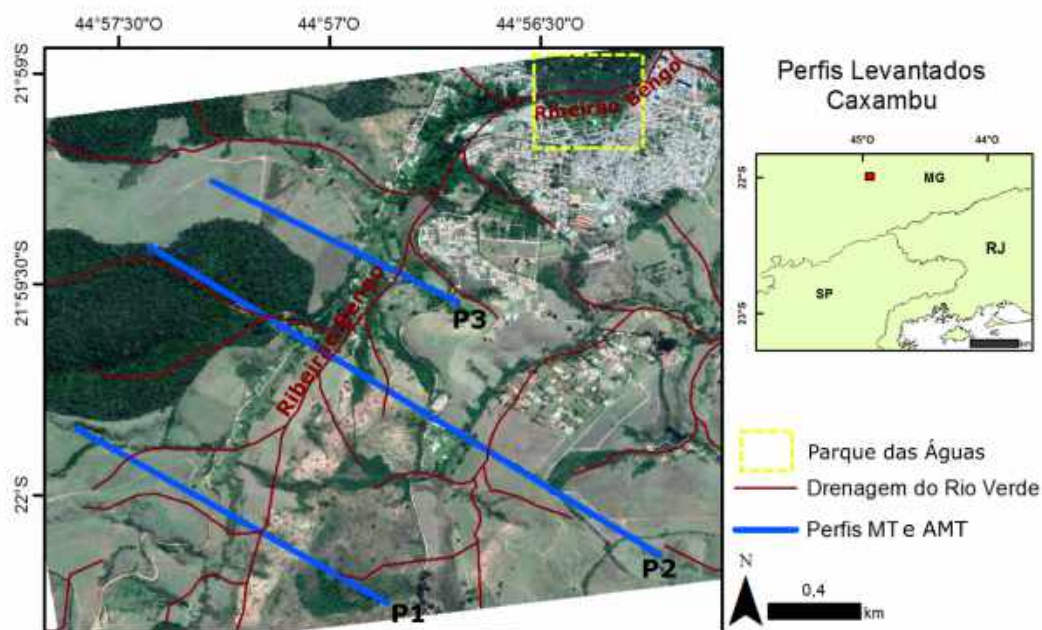 44°57'30"O
44°57'O
44°56'30"O
21°59'S
21°59'30"S
22°S
Ribeirão Bengo
Ribeirão Bengo
P3
P2
P1
Perfis Levantados
Caxambu
45°O
44°O
22°S
23°S
MG
RJ
SP
Parque das Águas
Drenagem do Rio Verde
Perfis MT e AMT
N
0,4
km